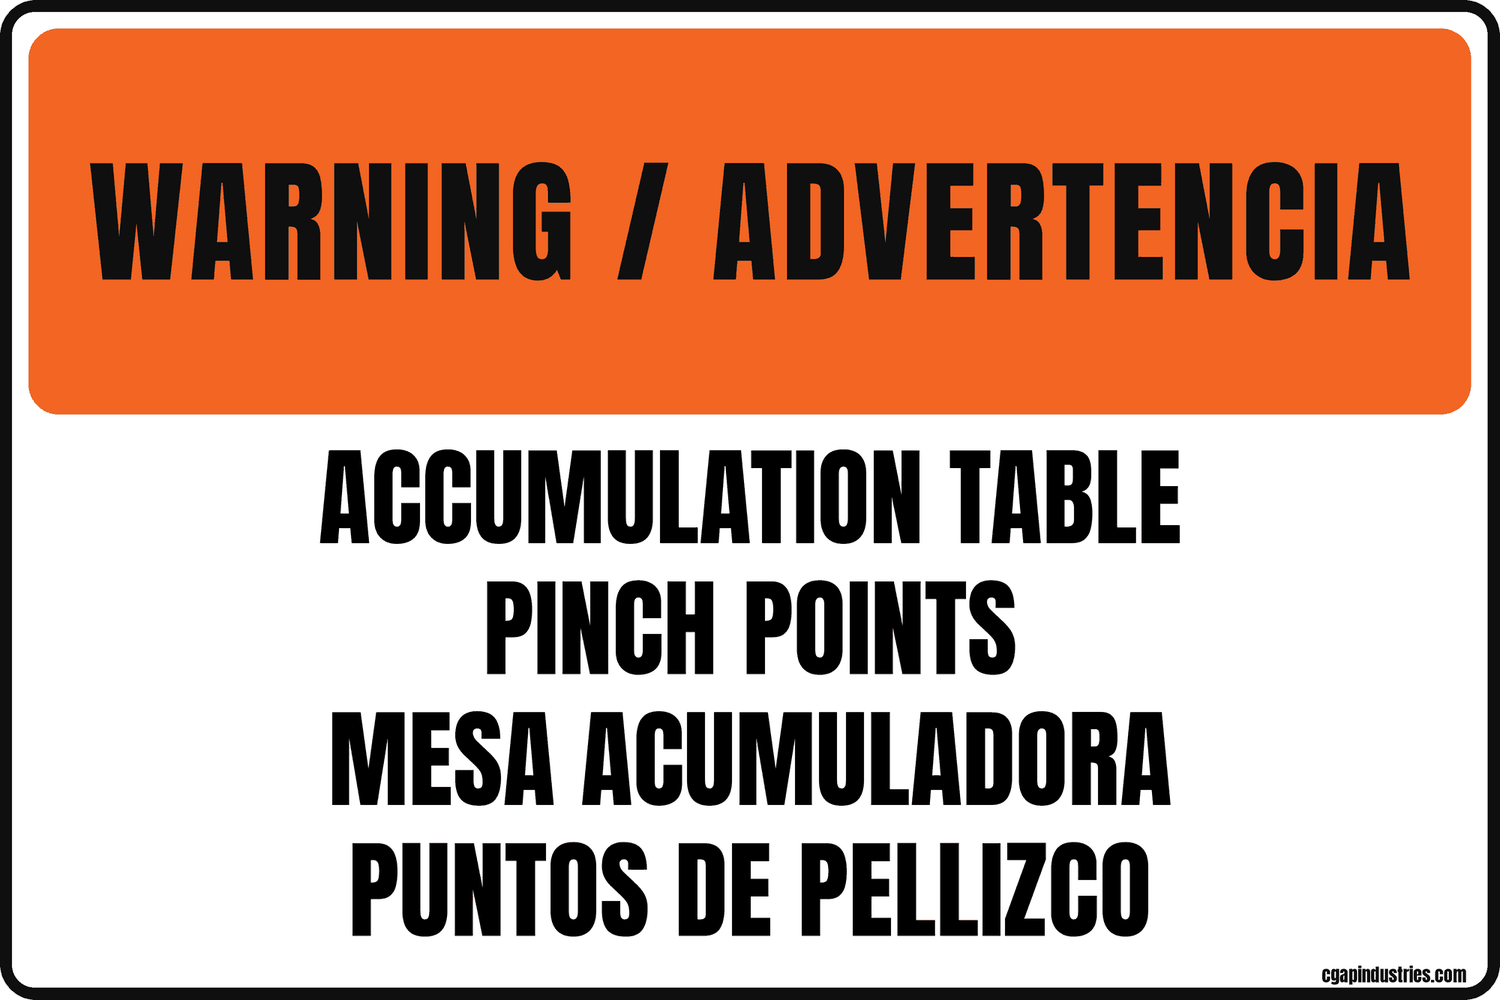 WARNING / ADVERTENCIA
ACCUMULATION TABLE
PINCH POINTS
MESA ACUMULADORA
PUNTOS DE PELLIZCO
cgapindustries.com